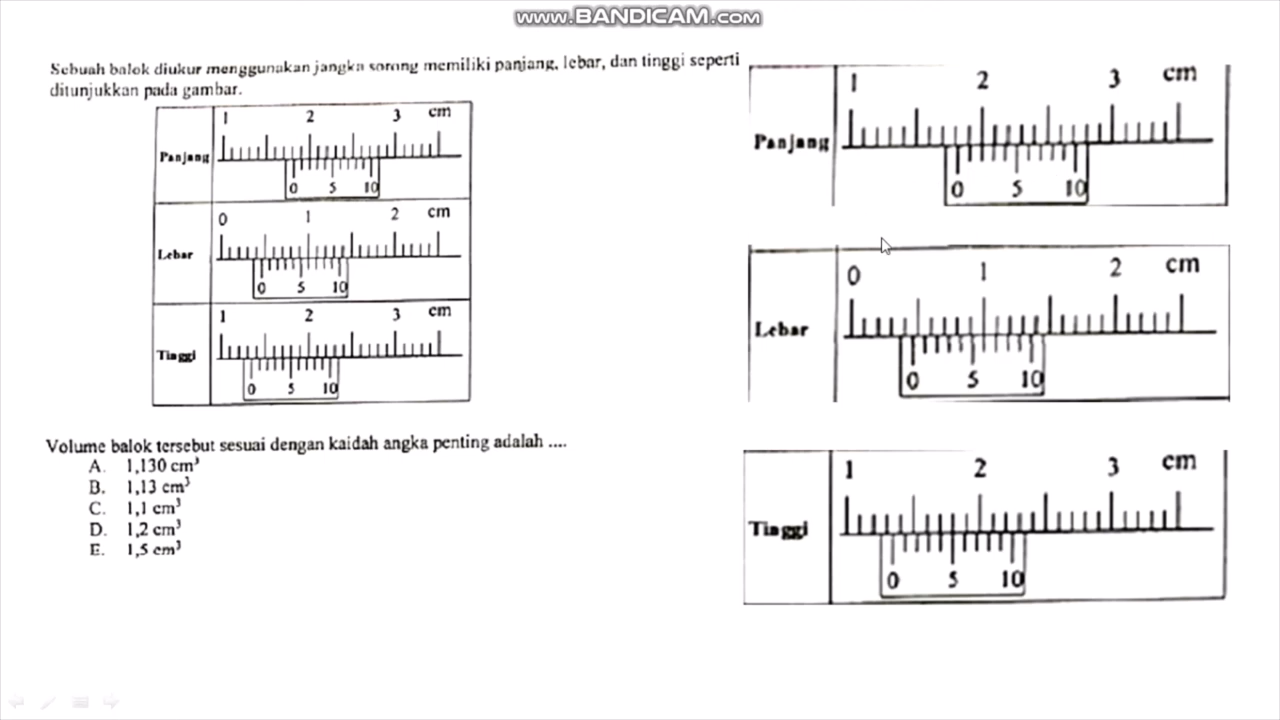 www.BANDICAM.com
Sebuah balok diukur menggunakan jangka sorong memiliki panjang, lebar, dan tinggi seperti
ditunjukkan pada gambar.
1 2 3 cm
Panjang
0 5 10
0 1 2 cm
Lebar
0 5 10
1 2 3 cm
Tinggi
0 5 10
Volume balok tersebut sesuai dengan kaidah angka penting adalah ....
A. 1,130 cm³
B. 1,13 cm³
C. 1,1 cm³
D. 1,2 cm³
E. 1,5 cm³
1 2 3 cm
Panjang
0 5 10
0 1 2 cm
Lebar
0 5 10
1 2 3 cm
Tinggi
0 5 10